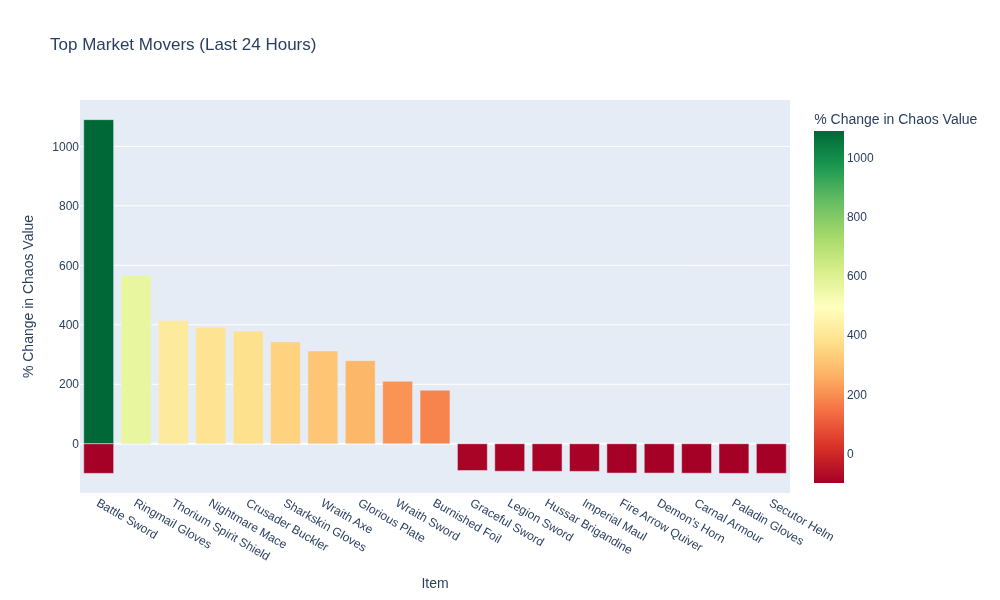 Top Market Movers (Last 24 Hours)
% Change in Chaos Value
1000
800
600
400
200
0
Battle Sword
Ringmail Gloves
Thorium Spirit Shield
Nightmare Mace
Crusader Buckler
Sharkskin Gloves
Wraith Axe
Glorious Plate
Wraith Sword
Burnished Foil
Graceful Sword
Legion Sword
Hussar Brigandine
Imperial Maul
Fire Arrow Quiver
Demon's Horn
Carnal Armour
Paladin Gloves
Secutor Helm
Item
% Change in Chaos Value
1000
800
600
400
200
0